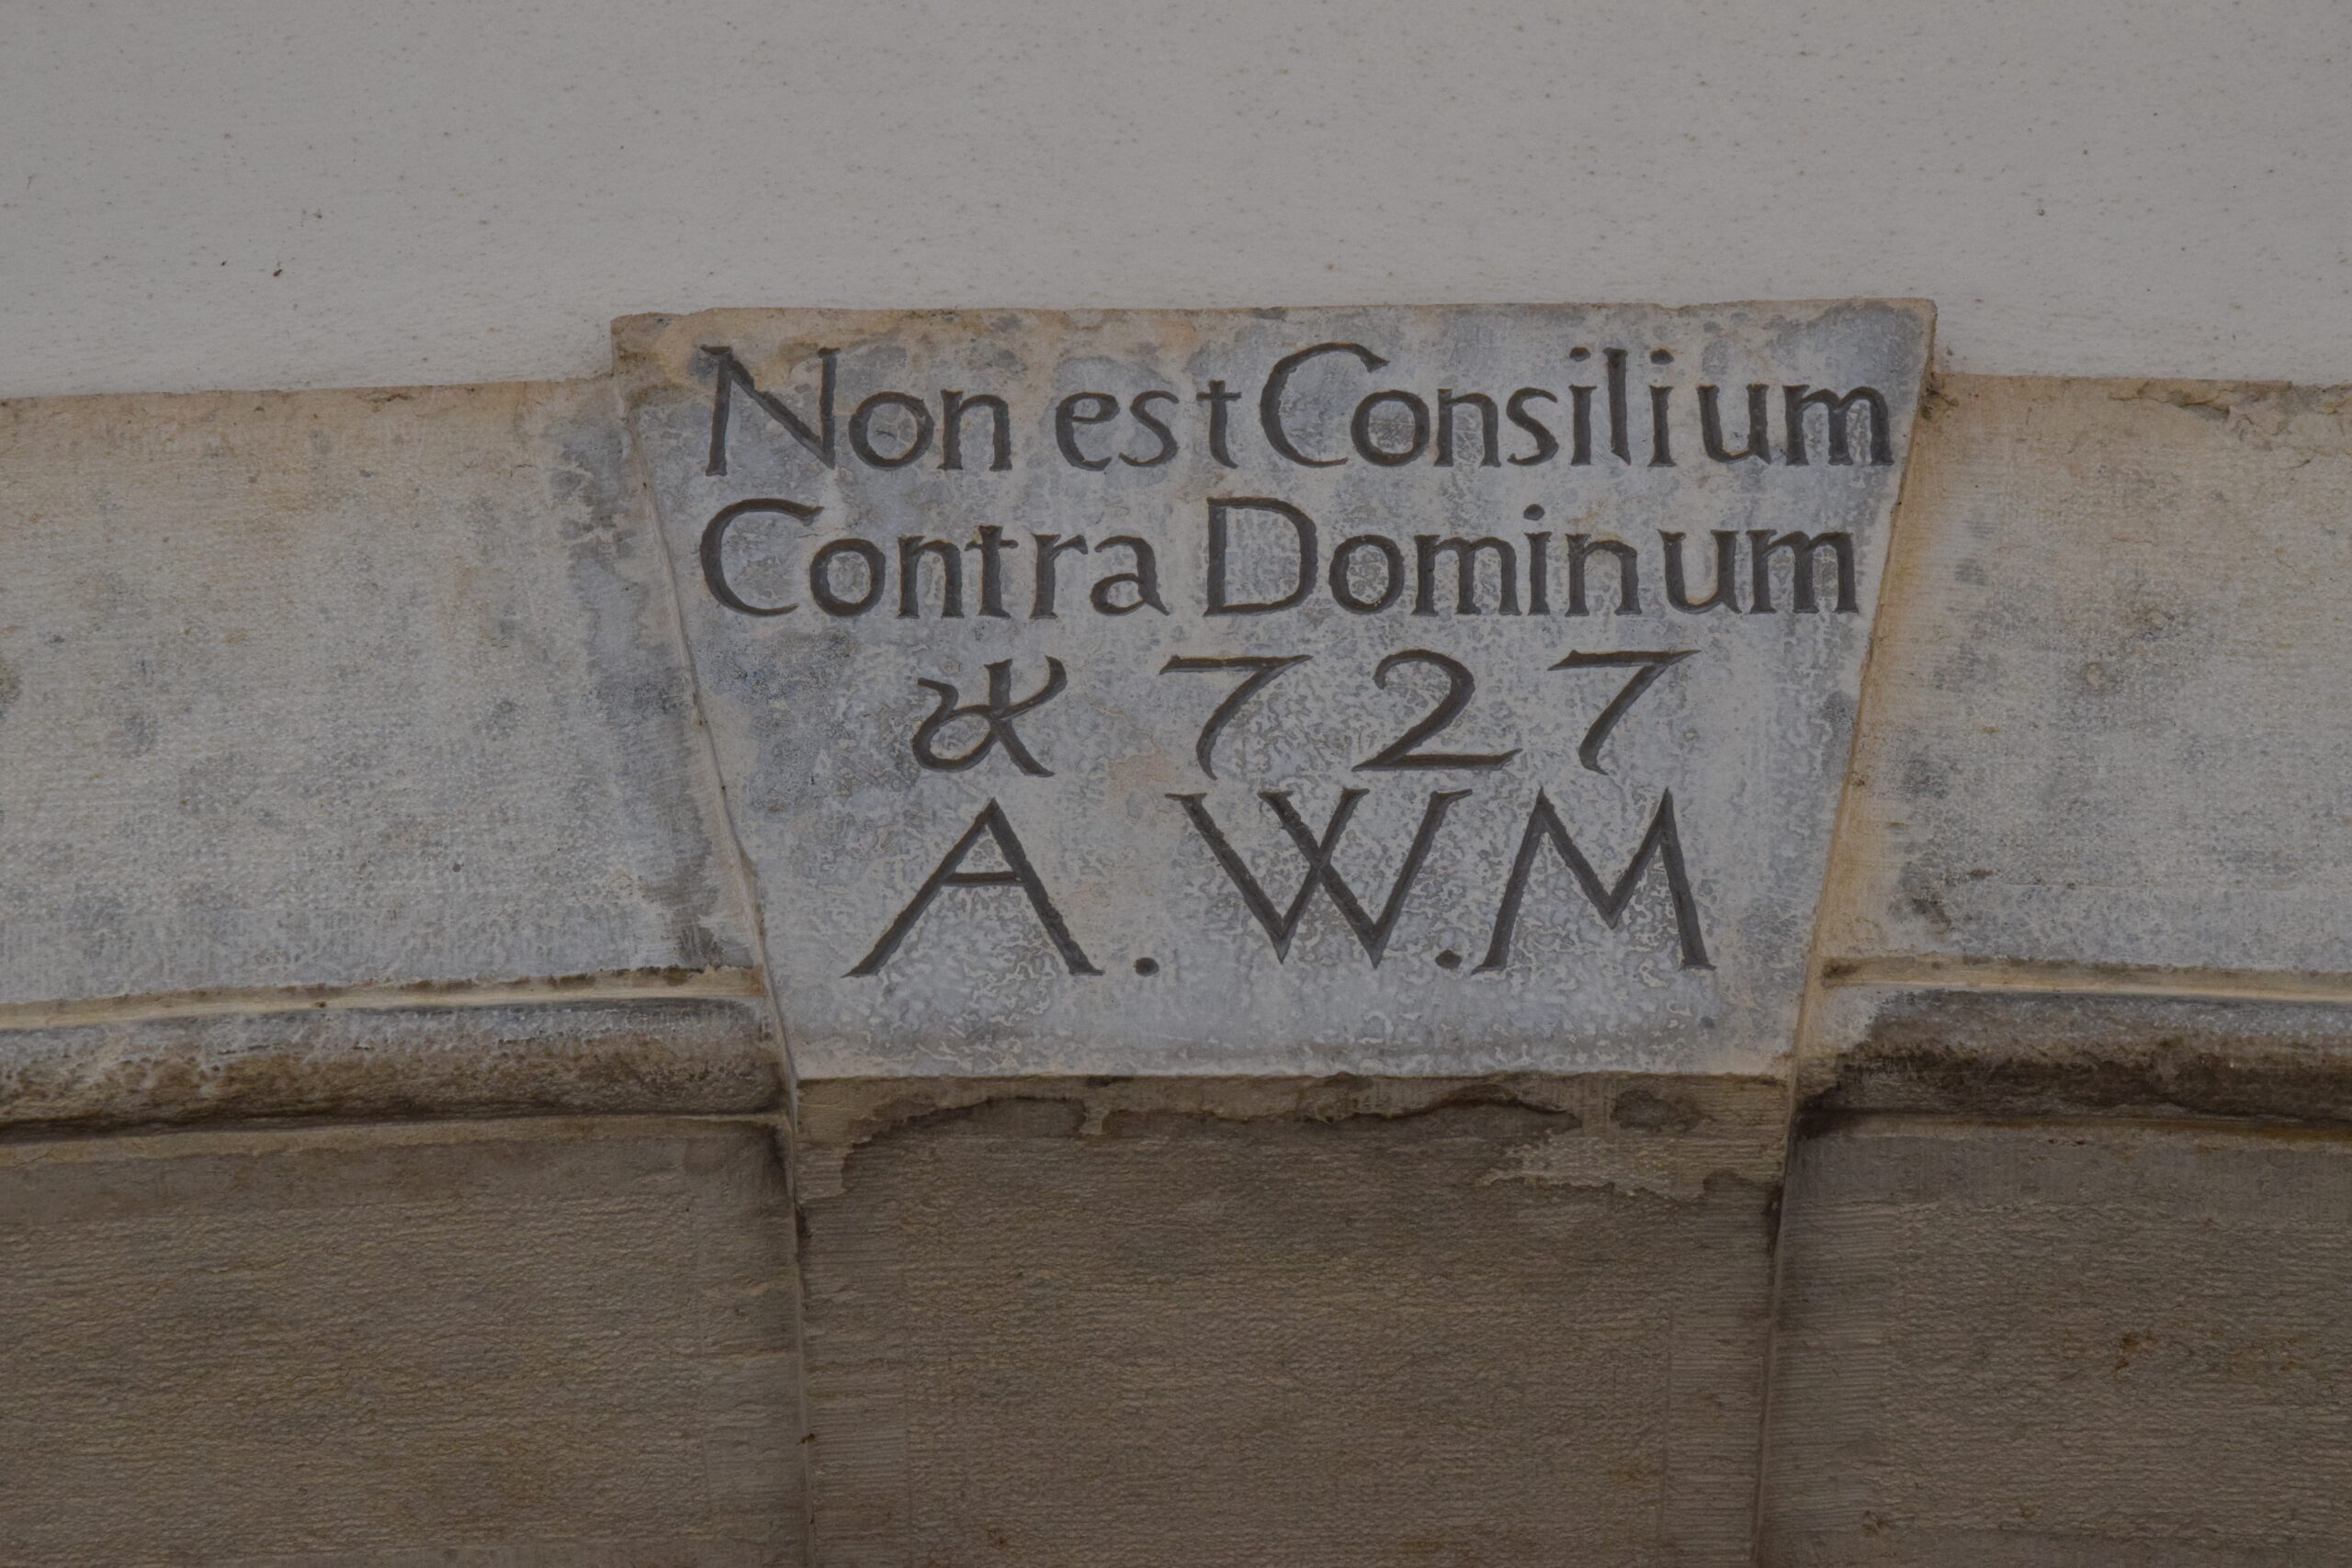 Non est Consilium
Contra Dominum
& 727
A. W. M